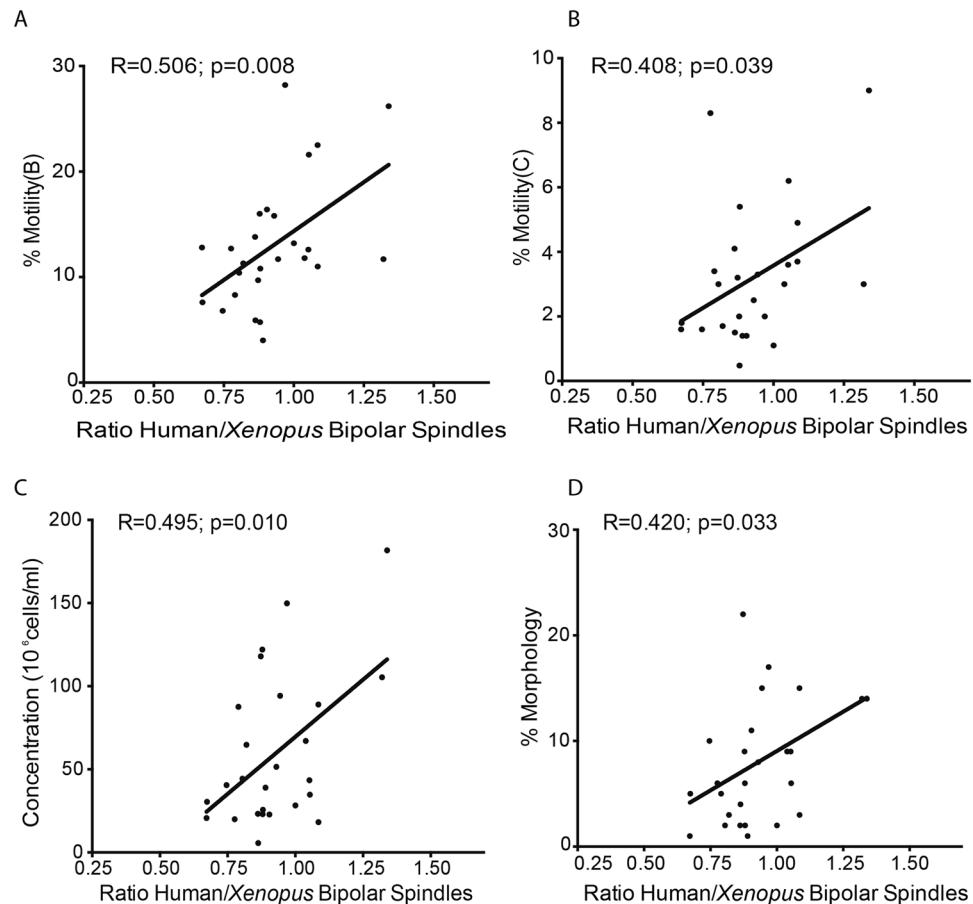 A
R=0.506; p=0.008
% Motility(B)
30
20
10
0
0.25 0.50 0.75 1.00 1.25 1.50
Ratio Human/Xenopus Bipolar Spindles
B
R=0.408; p=0.039
% Motility(C)
10
8
6
4
2
0
0.25 0.50 0.75 1.00 1.25 1.50
Ratio Human/Xenopus Bipolar Spindles
C
R=0.495; p=0.010
Concentration (10⁶cells/ml)
200
150
100
50
0
0.25 0.50 0.75 1.00 1.25 1.50
Ratio Human/Xenopus Bipolar Spindles
D
R=0.420; p=0.033
% Morphology
30
20
10
0
0.25 0.50 0.75 1.00 1.25 1.50
Ratio Human/Xenopus Bipolar Spindles